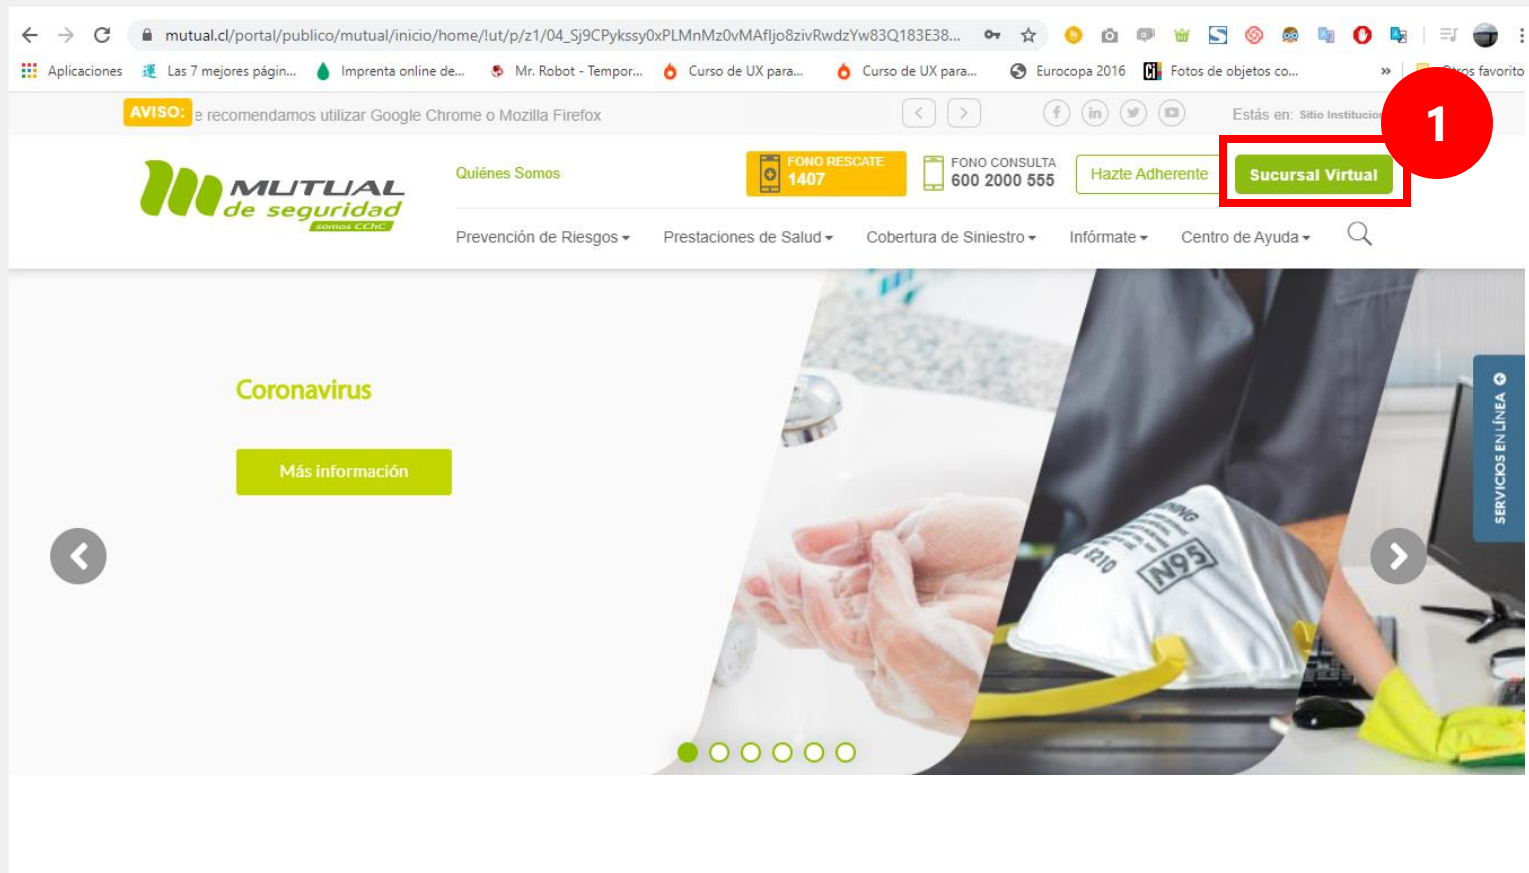 mutual.cl/portal/publico/mutual/inicio/home/!ut/p/z1/04_Sj9CPykssy0xPLMnMz0vMAfIjo8zivRwdzYw83Q183E38...
Aplicaciones Las 7 mejores págin... Imprenta online de... Mr. Robot - Tempor... Curso de UX para... Curso de UX para... Eurocopa 2016 Fotos de objetos co... » Otros favorito
AVISO: e recomendamos utilizar Google Chrome o Mozilla Firefox
Estás en: Sitio Institucion
1
MUTUAL
de seguridad
somos CChC
Quiénes Somos
FONO RESCATE
1407
FONO CONSULTA
600 2000 555
Hazte Adherente
Sucursal Virtual
Prevención de Riesgos Prestaciones de Salud Cobertura de Siniestro Infórmate Centro de Ayuda
Coronavirus
Más información
SERVICIOS EN LÍNEA
N95